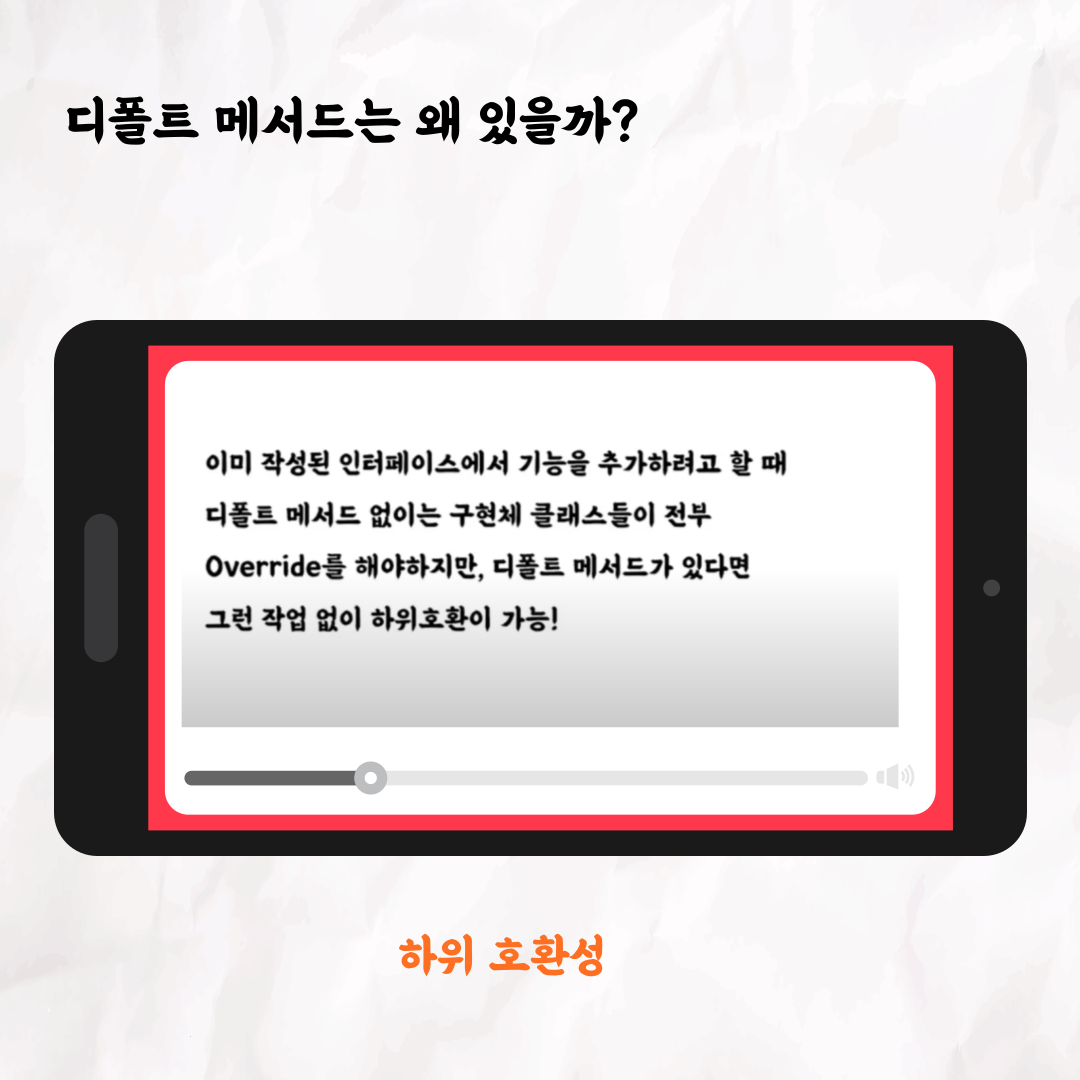 디폴트 메서드는 왜 있을까?
이미 작성된 인터페이스에서 기능을 추가하려고 할 때
디폴트 메서드 없이는 구현체 클래스들이 전부
Override를 해야하지만, 디폴트 메서드가 있다면
그런 작업 없이 하위호환이 가능!
하위 호환성